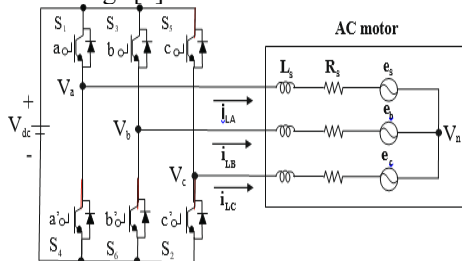 S1 S3 S5
AC motor
a b c
Ls Rs es
Va
iLA
+
Vdc
-
Vb
eb
Vn
iLB
Vc
ec
iLC
a' b' c'
S4 S6 S2